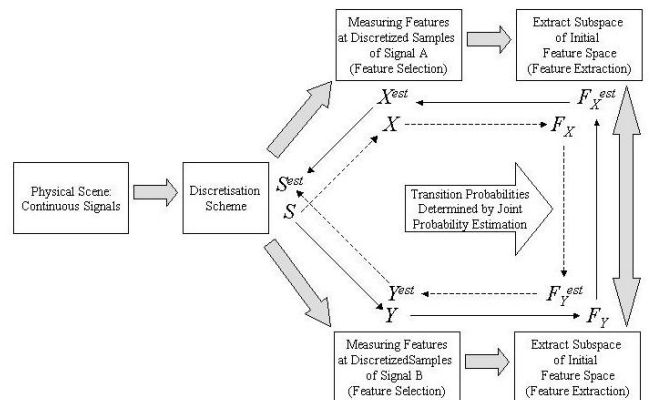 Measuring Features
at Discretized Samples
of Signal A
(Feature Selection)
Extract Subspace
of Initial
Feature Space
(Feature Extraction)
X^est
F_X^est
X
F_X
Physical Scene:
Continuous Signals
Discretisation
Scheme
S^est
S
Transition Probabilities
Determined by Joint
Probability Estimation
Y^est
F_Y^est
Y
F_Y
Measuring Features
at DiscretizedSamples
of Signal B
(Feature Selection)
Extract Subspace
of Initial
Feature Space
(Feature Extraction)